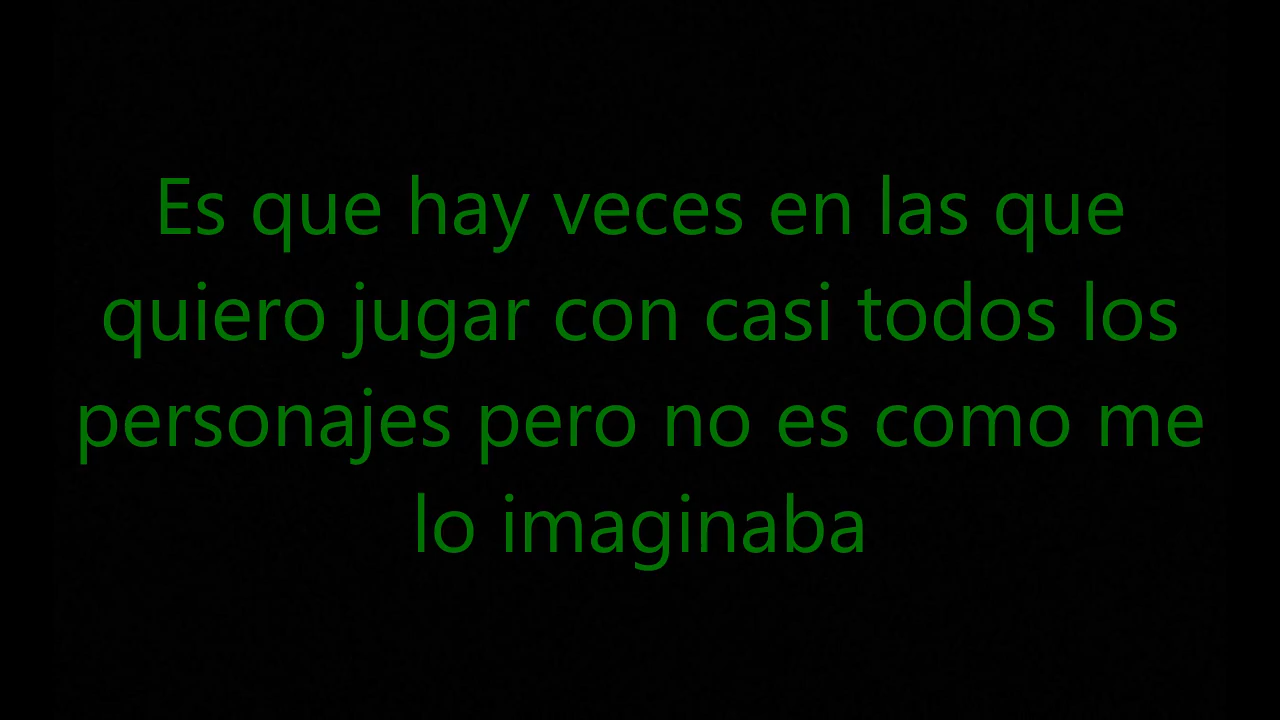 Es que hay veces en las que
quiero jugar con casi todos los
personajes pero no es como me
lo imaginaba